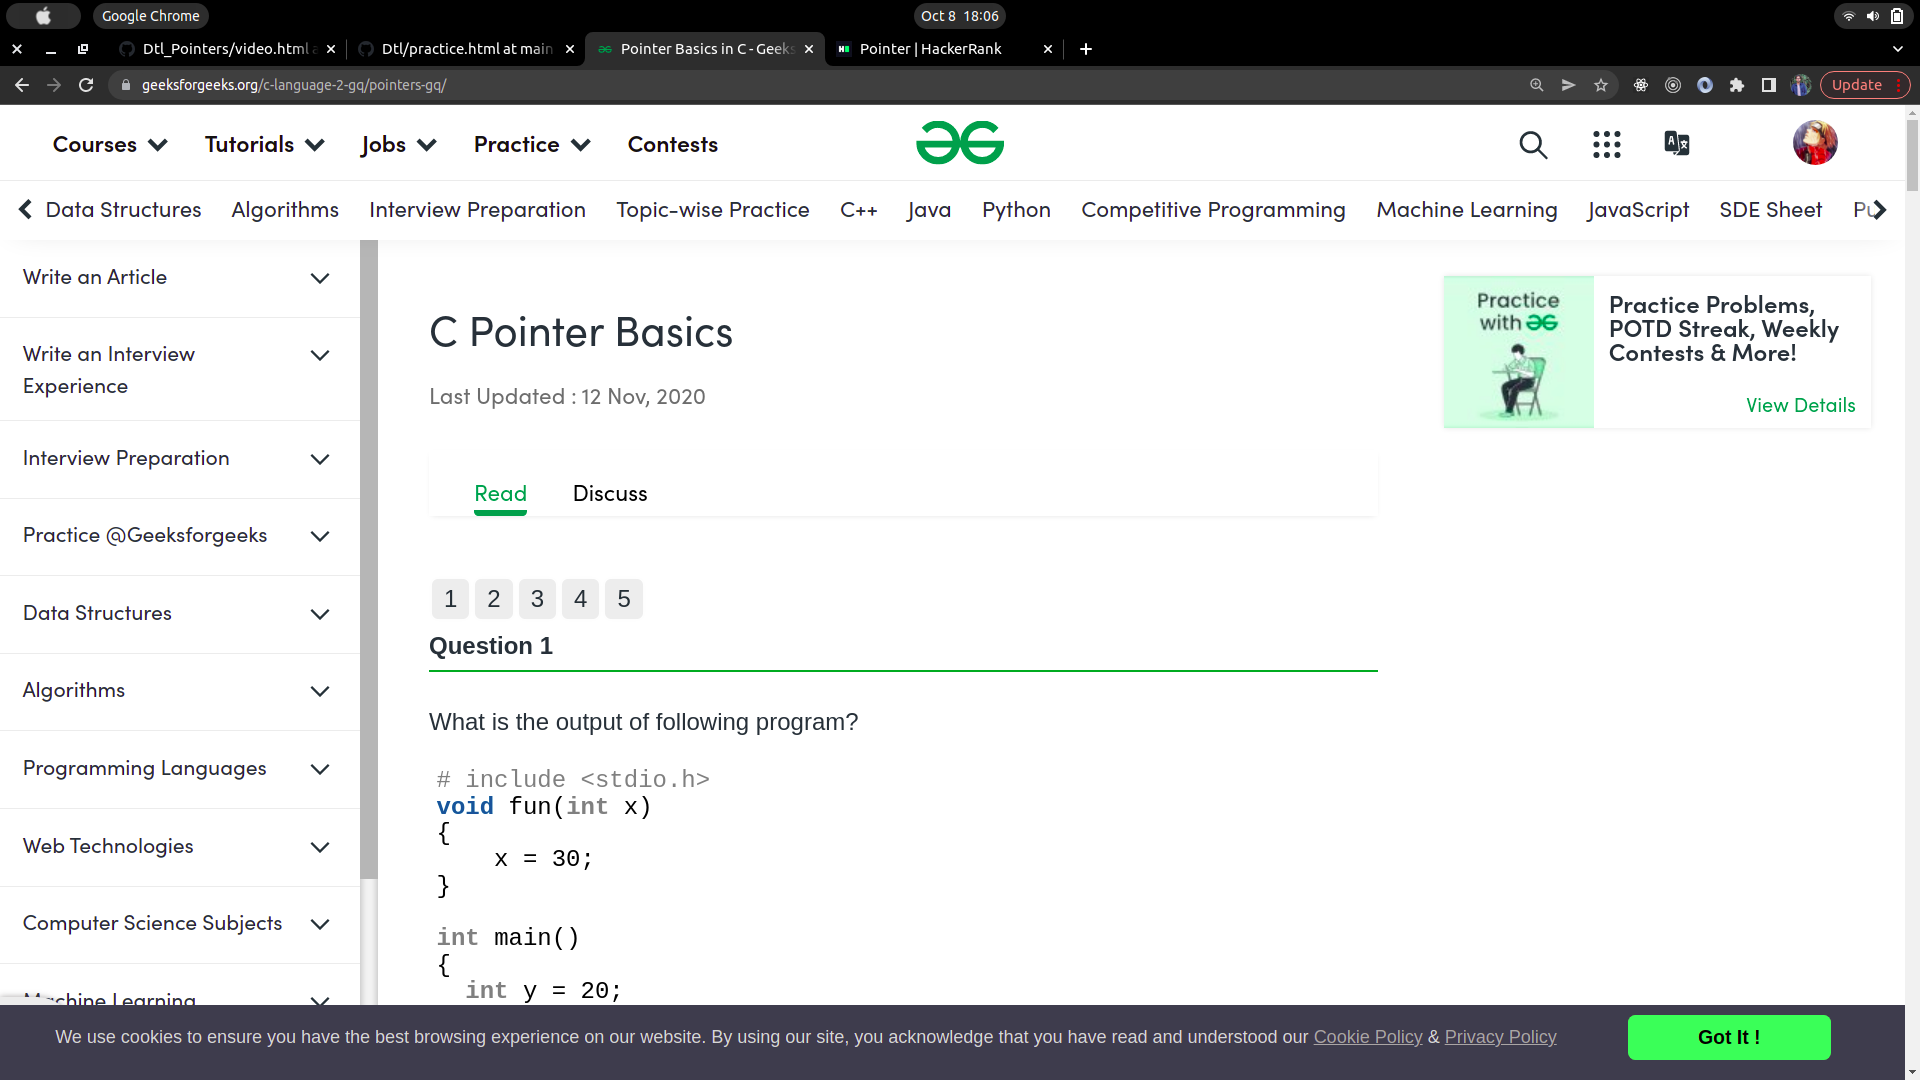 Google Chrome
Oct 8 18:06
Dtl_Pointers/video.html a
Dtl/practice.html at main
Pointer Basics in C - Geeks
Pointer | HackerRank
geeksforgeeks.org/c-language-2-gq/pointers-gq/
Update
Courses
Tutorials
Jobs
Practice
Contests
Data Structures
Algorithms
Interview Preparation
Topic-wise Practice
C++
Java
Python
Competitive Programming
Machine Learning
JavaScript
SDE Sheet
Pu
Write an Article
Write an Interview
Experience
Interview Preparation
Practice @Geeksforgeeks
Data Structures
Algorithms
Programming Languages
Web Technologies
Computer Science Subjects
Machine Learning
C Pointer Basics
Last Updated : 12 Nov, 2020
Read
Discuss
1 2 3 4 5
Question 1
What is the output of following program?
# include <stdio.h>
void fun(int x)
{
    x = 30;
}
int main()
{
  int y = 20;
Practice
with
Practice Problems,
POTD Streak, Weekly
Contests & More!
View Details
We use cookies to ensure you have the best browsing experience on our website. By using our site, you acknowledge that you have read and understood our Cookie Policy & Privacy Policy
Got It !